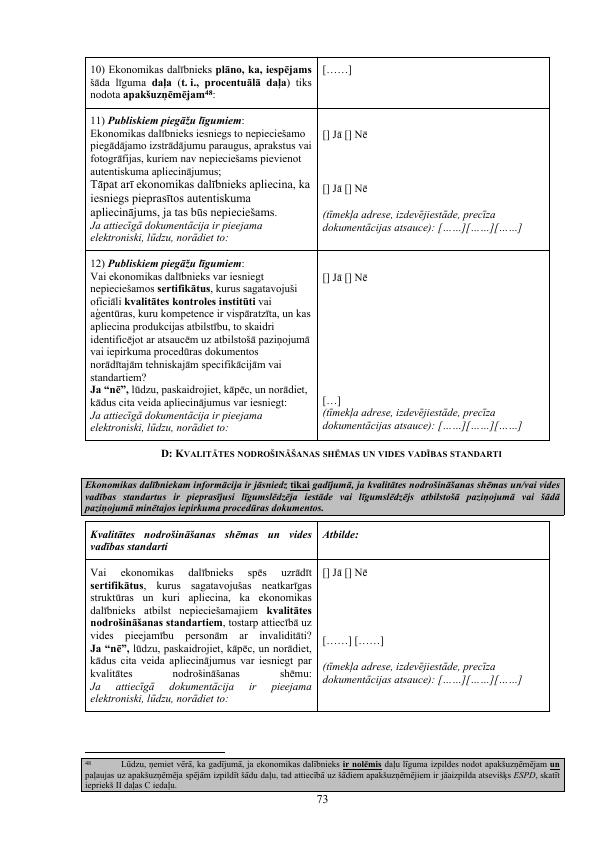 10) Ekonomikas dalībnieks plāno, ka, iespējams
šāda līguma daļa (t. i., procentuālā daļa) tiks
nodota apakšuzņēmējam48:
[……]
11) Publiskiem piegāžu līgumiem:
Ekonomikas dalībnieks iesniegs to nepieciešamo
piegādājamo izstrādājumu paraugus, aprakstus vai
fotogrāfijas, kuriem nav nepieciešams pievienot
autentiskuma apliecinājumus;
Tāpat arī ekonomikas dalībnieks apliecina, ka
iesniegs pieprasītos autentiskuma
apliecinājums, ja tas būs nepieciešams.
Ja attiecīgā dokumentācija ir pieejama
elektroniski, lūdzu, norādiet to:
[] Jā [] Nē
[] Jā [] Nē
(tīmekļa adrese, izdevējiestāde, precīza
dokumentācijas atsauce): [……][……][……]
12) Publiskiem piegāžu līgumiem:
Vai ekonomikas dalībnieks var iesniegt
nepieciešamos sertifikātus, kurus sagatavojuši
oficiāli kvalitātes kontroles institūti vai
aģentūras, kuru kompetence ir vispāratzīta, un kas
apliecina produkcijas atbilstību, to skaidri
identificējot ar atsaucēm uz atbilstošā paziņojumā
vai iepirkuma procedūras dokumentos
norādītajām tehniskajām specifikācijām vai
standartiem?
Ja “nē”, lūdzu, paskaidrojiet, kāpēc, un norādiet,
kādus cita veida apliecinājumus var iesniegt:
Ja attiecīgā dokumentācija ir pieejama
elektroniski, lūdzu, norādiet to:
[] Jā [] Nē
[…]
(tīmekļa adrese, izdevējiestāde, precīza
dokumentācijas atsauce): [……][……][……]
D: KVALITĀTES NODROŠINĀŠANAS SHĒMAS UN VIDES VADĪBAS STANDARTI
Ekonomikas dalībniekam informācija ir jāsniedz tikai gadījumā, ja kvalitātes nodrošināšanas shēmas un/vai vides
vadības standartus ir pieprasījusi līgumslēdzēja iestāde vai līgumslēdzējs atbilstošā paziņojumā vai šādā
paziņojumā minētajos iepirkuma procedūras dokumentos.
Kvalitātes nodrošināšanas shēmas un vides
vadības standarti
Atbilde:
Vai ekonomikas dalībnieks spēs uzrādīt
sertifikātus, kurus sagatavojušas neatkarīgas
struktūras un kuri apliecina, ka ekonomikas
dalībnieks atbilst nepieciešamajiem kvalitātes
nodrošināšanas standartiem, tostarp attiecībā uz
vides pieejamību personām ar invaliditāti?
Ja “nē”, lūdzu, paskaidrojiet, kāpēc, un norādiet,
kādus cita veida apliecinājumus var iesniegt par
kvalitātes nodrošināšanas shēmu:
Ja attiecīgā dokumentācija ir pieejama
elektroniski, lūdzu, norādiet to:
[] Jā [] Nē
[……] [……]
(tīmekļa adrese, izdevējiestāde, precīza
dokumentācijas atsauce): [……][……][……]
48 Lūdzu, ņemiet vērā, ka gadījumā, ja ekonomikas dalībnieks ir nolēmis daļu līguma izpildes nodot apakšuzņēmējam un
paļaujas uz apakšuzņēmēja spējām izpildīt šādu daļu, tad attiecībā uz šādiem apakšuzņēmējiem ir jāaizpilda atsevišķs ESPD, skatīt
iepriekš II daļas C iedaļu.
73